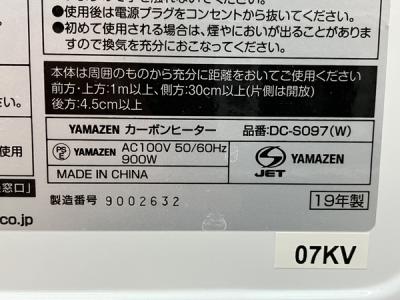 ●使用後は電源プラグをコンセントから抜いてください。
●初めて使用される場合は、煙やにおいが出ることがあります
ますので換気を充分におこなってください。
本体は周囲のものから充分に距離をおいてご使用ください
前方・上方：1m以上、側方：30cm以上（片側は開放）
後方：4.5cm以上
YAMAZEN カーボンヒーター 品番：DC-S097(W)
PS E YAMAZEN AC100V 50/60Hz
900W
S JET YAMAZEN
MADE IN CHINA
製造番号 9002632
19年製
使用
窓口」
co.jp
07KV